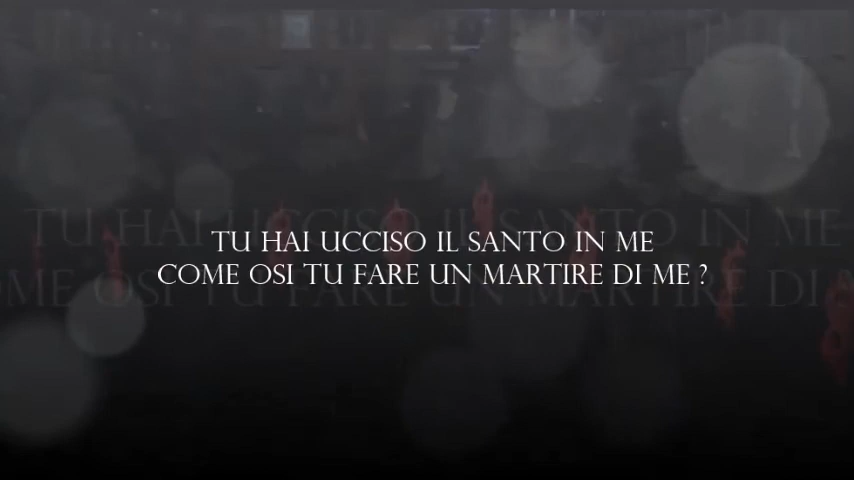 TU HAI UCCISO IL SANTO IN ME
COME OSI TU FARE UN MARTIRE DI ME ?